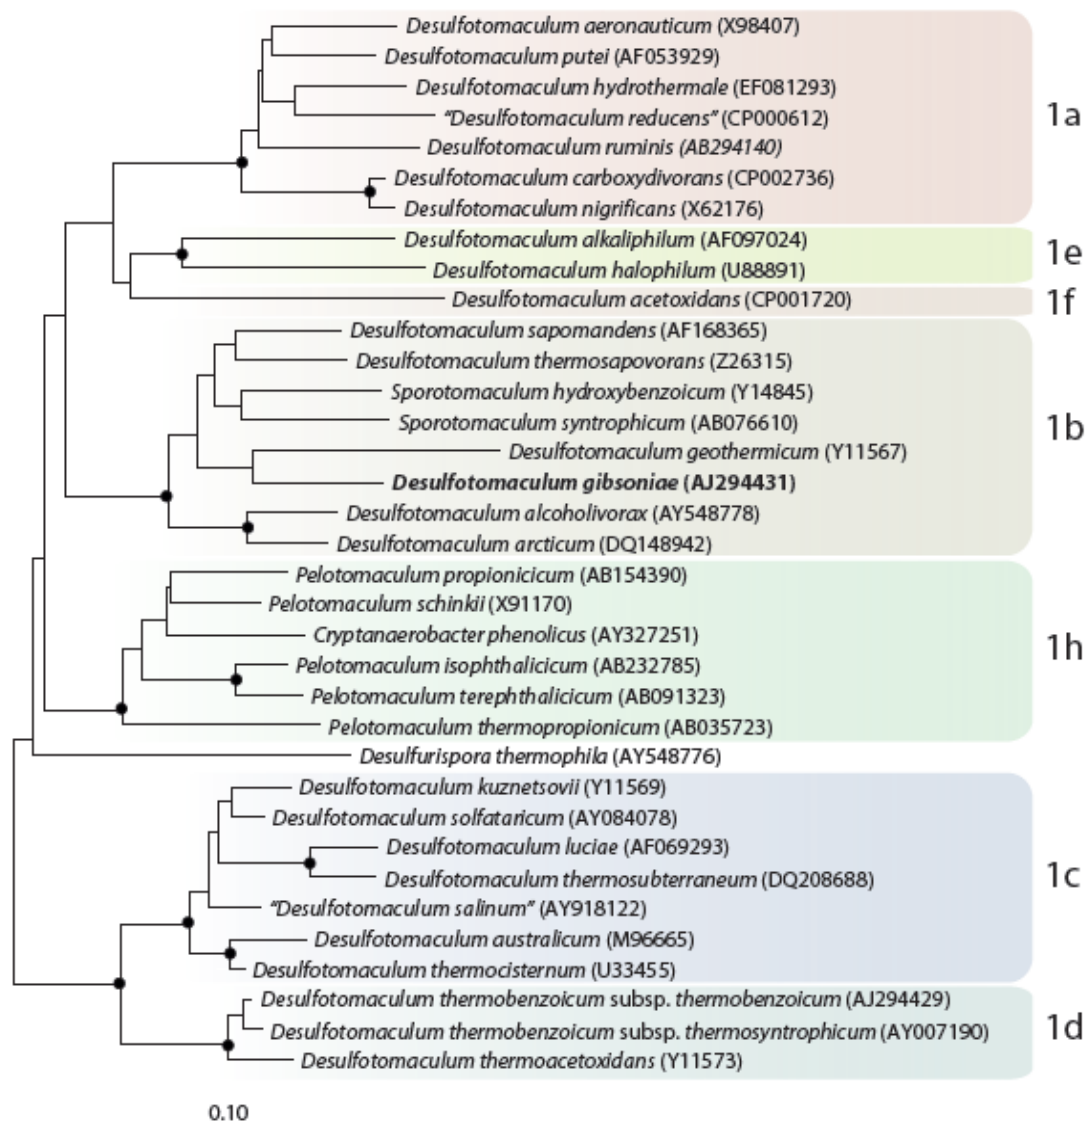 Desulfotomaculum aeronauticum (X98407)
Desulfotomaculum putei (AF053929)
Desulfotomaculum hydrothermale (EF081293)
"Desulfotomaculum reducens" (CP000612)
1a
Desulfotomaculum ruminis (AB294140)
Desulfotomaculum carboxydivorans (CP002736)
Desulfotomaculum nigrificans (X62176)
Desulfotomaculum alkaliphilum (AF097024)
1e
Desulfotomaculum halophilum (U88891)
Desulfotomaculum acetoxidans (CP001720)
1f
Desulfotomaculum sapomandens (AF168365)
Desulfotomaculum thermosapovorans (Z26315)
Sporotomaculum hydroxybenzoicum (Y14845)
Sporotomaculum syntrophicum (AB076610)
1b
Desulfotomaculum geothermicum (Y11567)
Desulfotomaculum gibsoniae (AJ294431)
Desulfotomaculum alcoholivorax (AY548778)
Desulfotomaculum arcticum (DQ148942)
Pelotomaculum propionicicum (AB154390)
Pelotomaculum schinkii (X91170)
Cryptanaerobacter phenolicus (AY327251)
1h
Pelotomaculum isophthalicicum (AB232785)
Pelotomaculum terephthalicicum (AB091323)
Pelotomaculum thermopropionicum (AB035723)
Desulfurispora thermophila (AY548776)
Desulfotomaculum kuznetsovii (Y11569)
Desulfotomaculum solfataricum (AY084078)
Desulfotomaculum luciae (AF069293)
Desulfotomaculum thermosubterraneum (DQ208688)
1c
"Desulfotomaculum salinum" (AY918122)
Desulfotomaculum australicum (M96665)
Desulfotomaculum thermocisternum (U33455)
Desulfotomaculum thermobenzoicum subsp. thermobenzoicum (AJ294429)
Desulfotomaculum thermobenzoicum subsp. thermosyntrophicum (AY007190)
1d
Desulfotomaculum thermoacetoxidans (Y11573)
0.10